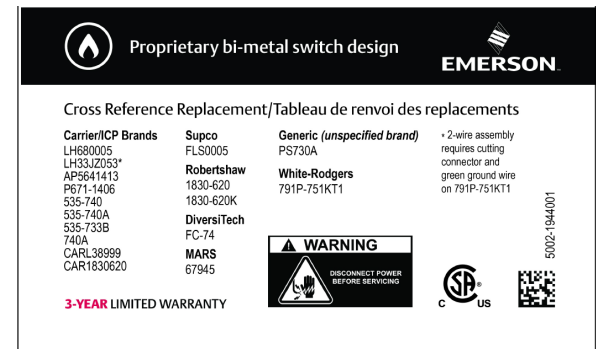 Proprietary bi-metal switch design
EMERSON
Cross Reference Replacement/Tableau de renvoi des replacements
Carrier/ICP Brands
LH680005
LH33JZ053*
AP5641413
P671-1406
535-740
535-740A
535-733B
740A
CARL38999
CAR1830620
Supco
FLS0005
Robertshaw
1830-620
1830-620K
DiversiTech
FC-74
MARS
67945
Generic (unspecified brand)
PS730A
White-Rodgers
791P-751KT1
* 2-wire assembly
requires cutting
connector and
green ground wire
on 791P-751KT1
WARNING
DISCONNECT POWER
BEFORE SERVICING
C US
5002-1944001
3-YEAR LIMITED WARRANTY